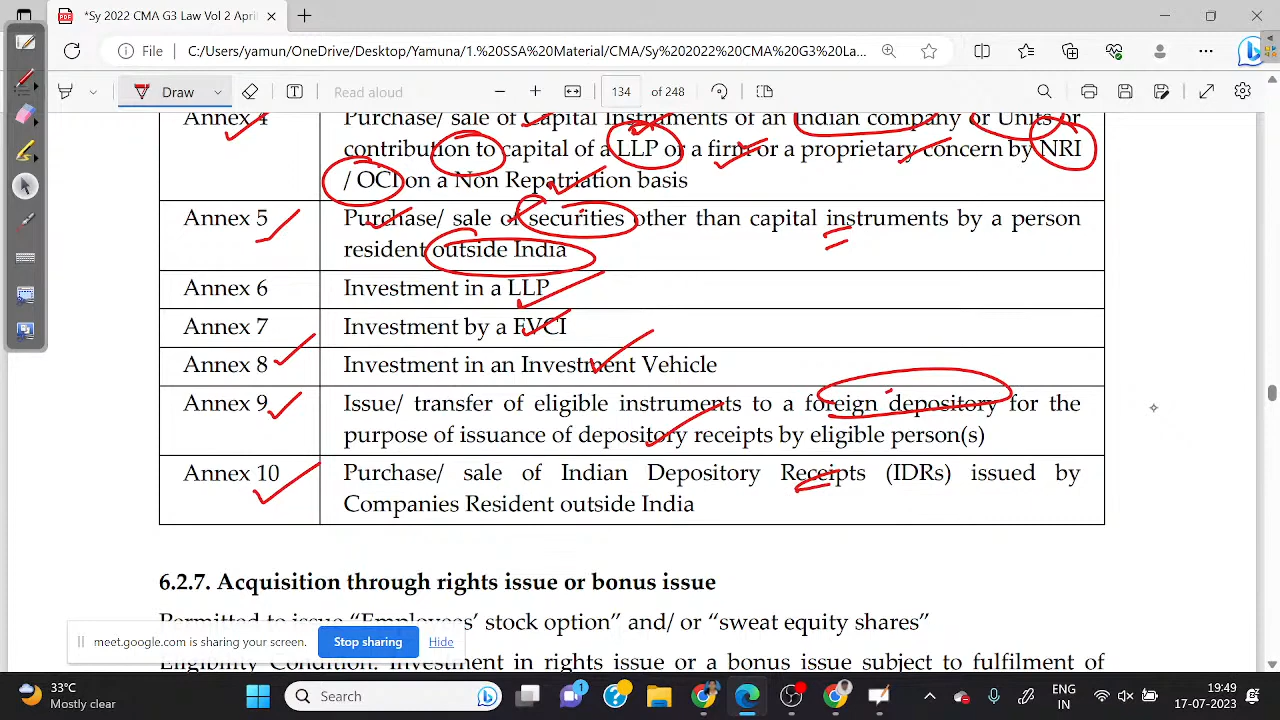 *Sy 2022 CMA G3 Law Vol 2 April
File C:/Users/yamun/OneDrive/Desktop/Yamuna/1.%20SSA%20Material/CMA/Sy%202022%20CMA%20G3%20La...
Draw Read aloud 134 of 248
Annex 4 Purchase/ sale of Capital Instruments of an Indian company or Units or
contribution to capital of a LLP or a firm or a proprietary concern by NRI
/ OCI on a Non Repatriation basis
Annex 5 Purchase/ sale of securities other than capital instruments by a person
resident outside India
Annex 6 Investment in a LLP
Annex 7 Investment by a FVCI
Annex 8 Investment in an Investment Vehicle
Annex 9 Issue/ transfer of eligible instruments to a foreign depository for the
purpose of issuance of depository receipts by eligible person(s)
Annex 10 Purchase/ sale of Indian Depository Receipts (IDRs) issued by
Companies Resident outside India
6.2.7. Acquisition through rights issue or bonus issue
Permitted to issue “Employees’ stock option” and/ or “sweat equity shares”
meet.google.com is sharing your screen. Stop sharing Hide
Eligibility Condition: Investment in rights issue or a bonus issue subject to fulfilment of
33°C
Mostly clear
Search
1
ENG
IN
19:49
17-07-2023